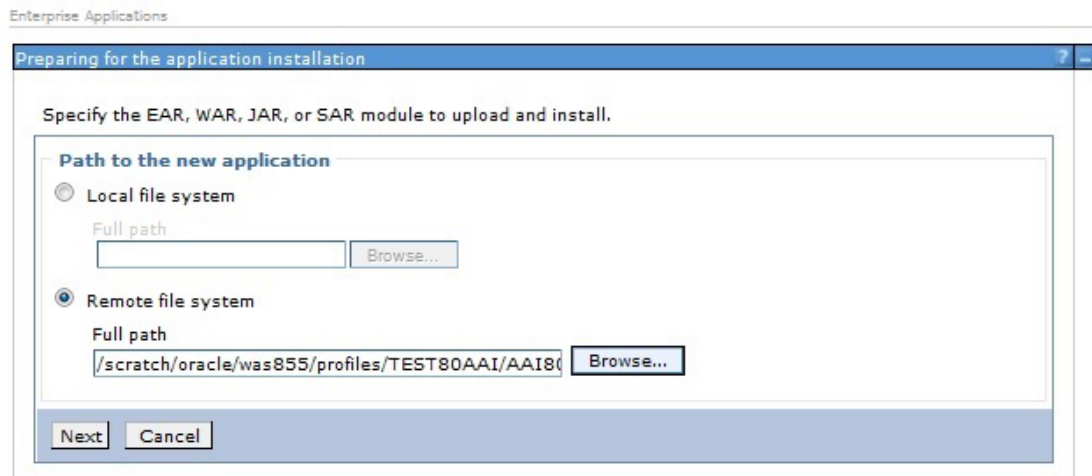 Enterprise Applications
Preparing for the application installation ? –
Specify the EAR, WAR, JAR, or SAR module to upload and install.
Path to the new application
Local file system
Full path
Browse...
Remote file system
Full path
/scratch/oracle/was855/profiles/TEST80AAI/AAI80 Browse...
Next Cancel